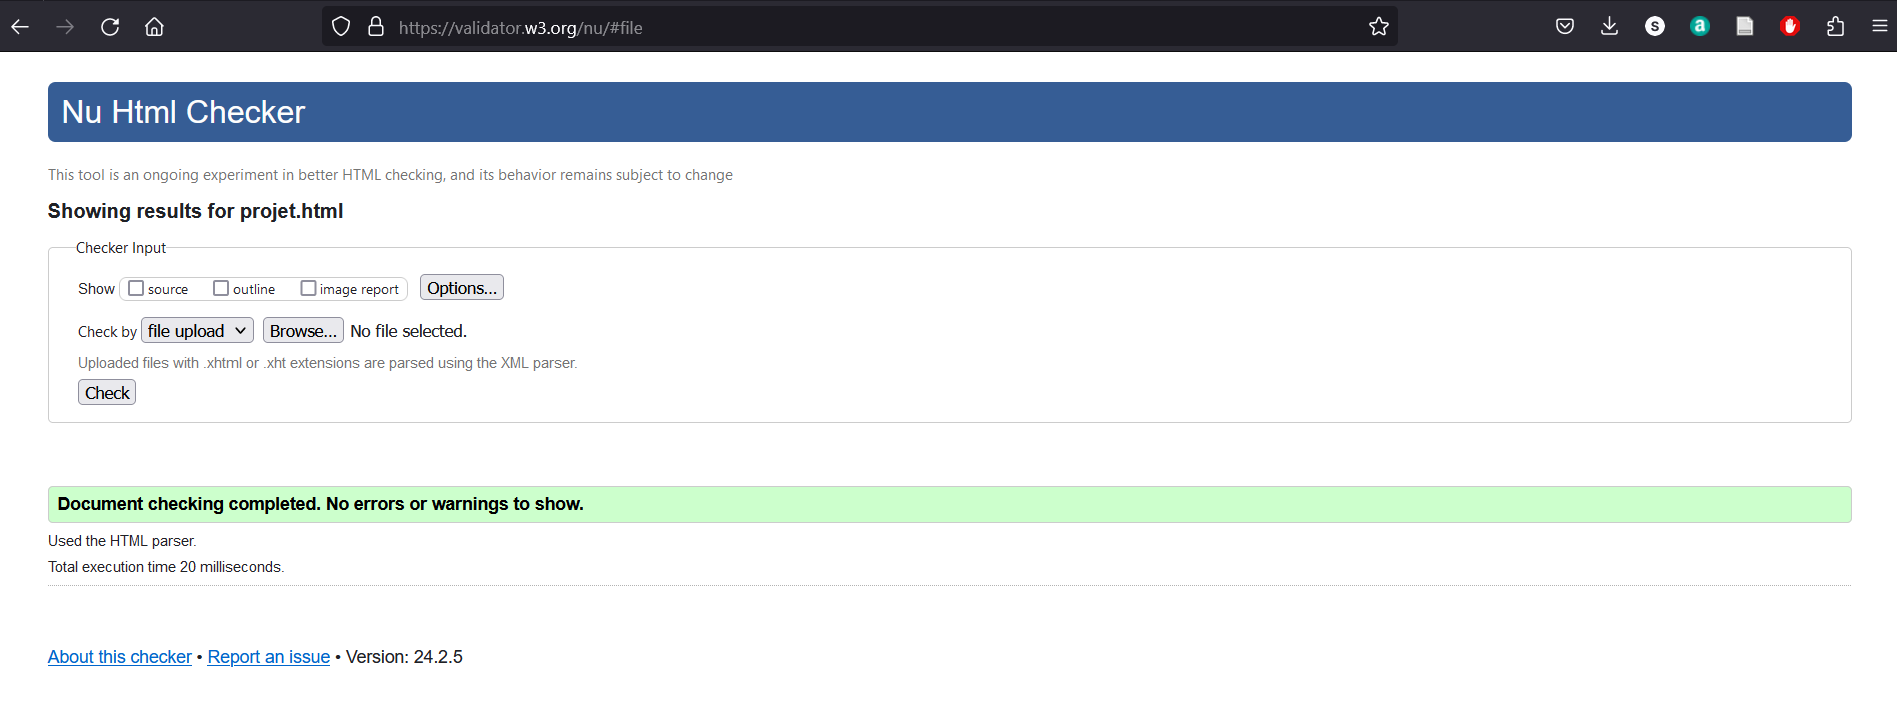 https://validator.w3.org/nu/#file
S a
Nu Html Checker
This tool is an ongoing experiment in better HTML checking, and its behavior remains subject to change
Showing results for projet.html
Checker Input
Show source outline image report Options...
Check by file upload Browse... No file selected.
Uploaded files with .xhtml or .xht extensions are parsed using the XML parser.
Check
Document checking completed. No errors or warnings to show.
Used the HTML parser.
Total execution time 20 milliseconds.
About this checker • Report an issue • Version: 24.2.5